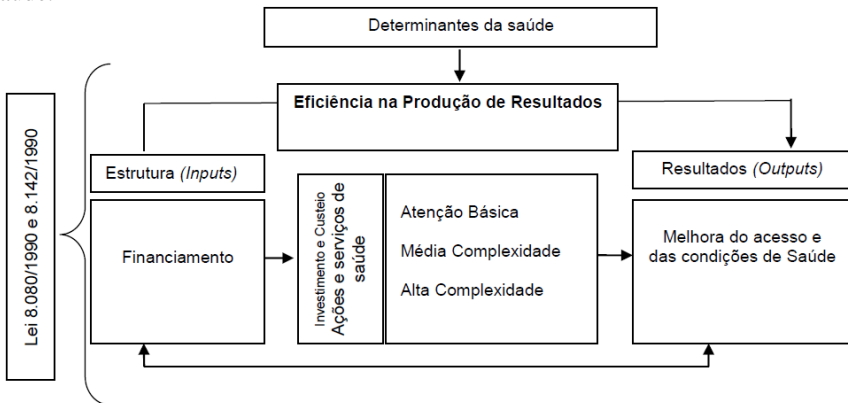 Determinantes da saúde
Eficiência na Produção de Resultados
Lei 8.080/1990 e 8.142/1990
Estrutura (Inputs)
Resultados (Outputs)
Financiamento
Investimento e Custeio
Ações e serviços de
saúde
Atenção Básica
Média Complexidade
Alta Complexidade
Melhora do acesso e
das condições de Saúde